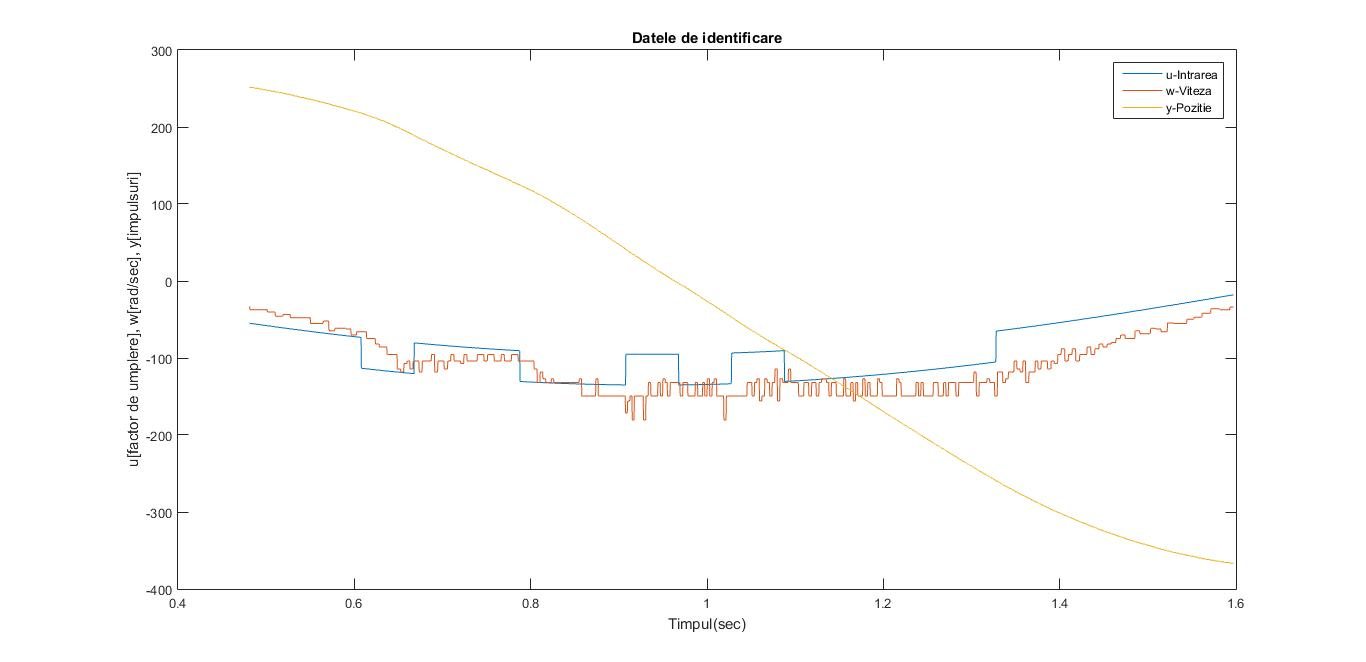 Datele de identificare
u-Intrarea
w-Viteza
y-Pozitie
300
200
100
0
-100
-200
-300
-400
u[factor de umplere], w[rad/sec], y[impulsuri]
0.4
0.6
0.8
1
1.2
1.4
1.6
Timpul(sec)